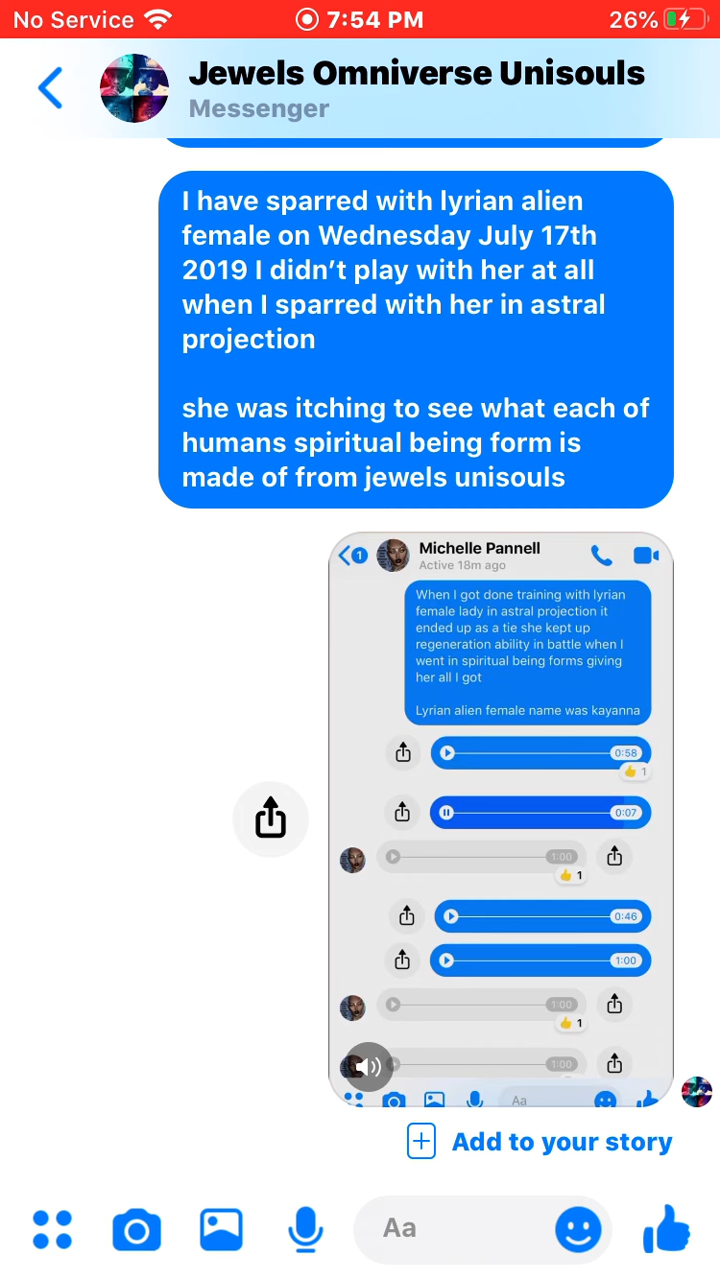 No Service 7:54 PM 26%
Jewels Omniverse Unisouls
Messenger
I have sparred with lyrian alien
female on Wednesday July 17th
2019 I didn't play with her at all
when I sparred with her in astral
projection
she was itching to see what each of
humans spiritual being form is
made of from jewels unisouls
1 Michelle Pannell
Active 18m ago
When I got done training with lyrian
female lady in astral projection it
ended up as a tie she kept up
regeneration ability in battle when I
went in spiritual being forms giving
her all I got
Lyrian alien female name was kayanna
0:58
1
0:07
1:00
1
0:46
1:00
1:00
1
1:00
Aa
Add to your story
Aa